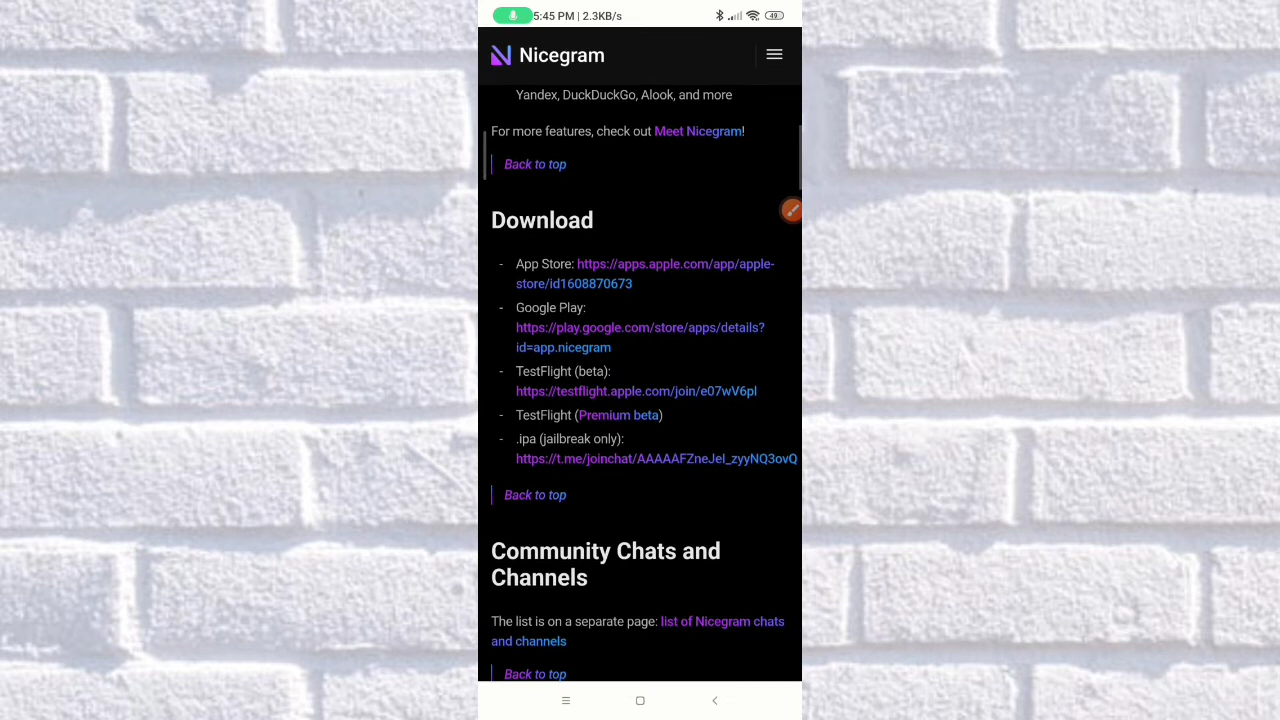 5:45 PM | 2.3KB/s
49
Nicegram
Yandex, DuckDuckGo, Alook, and more
For more features, check out Meet Nicegram!
Back to top
Download
- App Store: https://apps.apple.com/app/apple-
store/id1608870673
- Google Play:
https://play.google.com/store/apps/details?
id=app.nicegram
- TestFlight (beta):
https://testflight.apple.com/join/e07wV6pl
- TestFlight (Premium beta)
- .ipa (jailbreak only):
https://t.me/joinchat/AAAAAFZneJeI_zyyNQ3ovQ
Back to top
Community Chats and
Channels
The list is on a separate page: list of Nicegram chats
and channels
Back to top